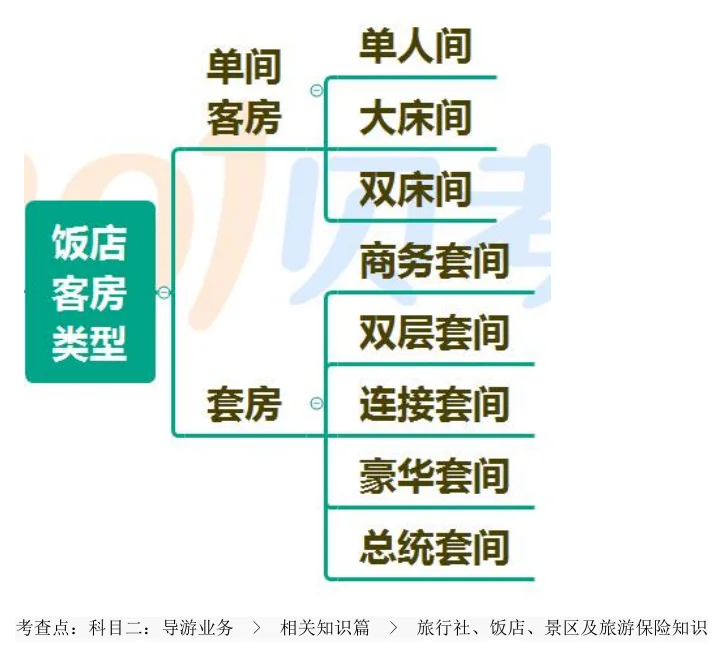 单间
客房
单人间
大床间
双床间
饭店
客房
类型
套房
商务套间
双层套间
连接套间
豪华套间
总统套间
考查点：科目二：导游业务 > 相关知识篇 > 旅行社、饭店、景区及旅游保险知识